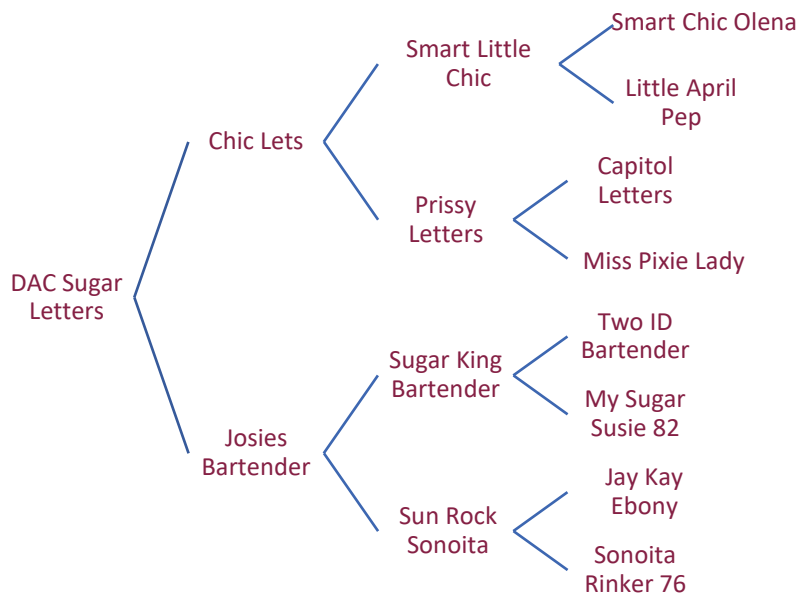 Smart Chic Olena
Smart Little
Chic
Little April
Pep
Chic Lets
Capitol
Letters
Prissy
Letters
Miss Pixie Lady
DAC Sugar
Letters
Two ID
Bartender
Sugar King
Bartender
My Sugar
Susie 82
Josies
Bartender
Jay Kay
Ebony
Sun Rock
Sonoita
Sonoita
Rinker 76